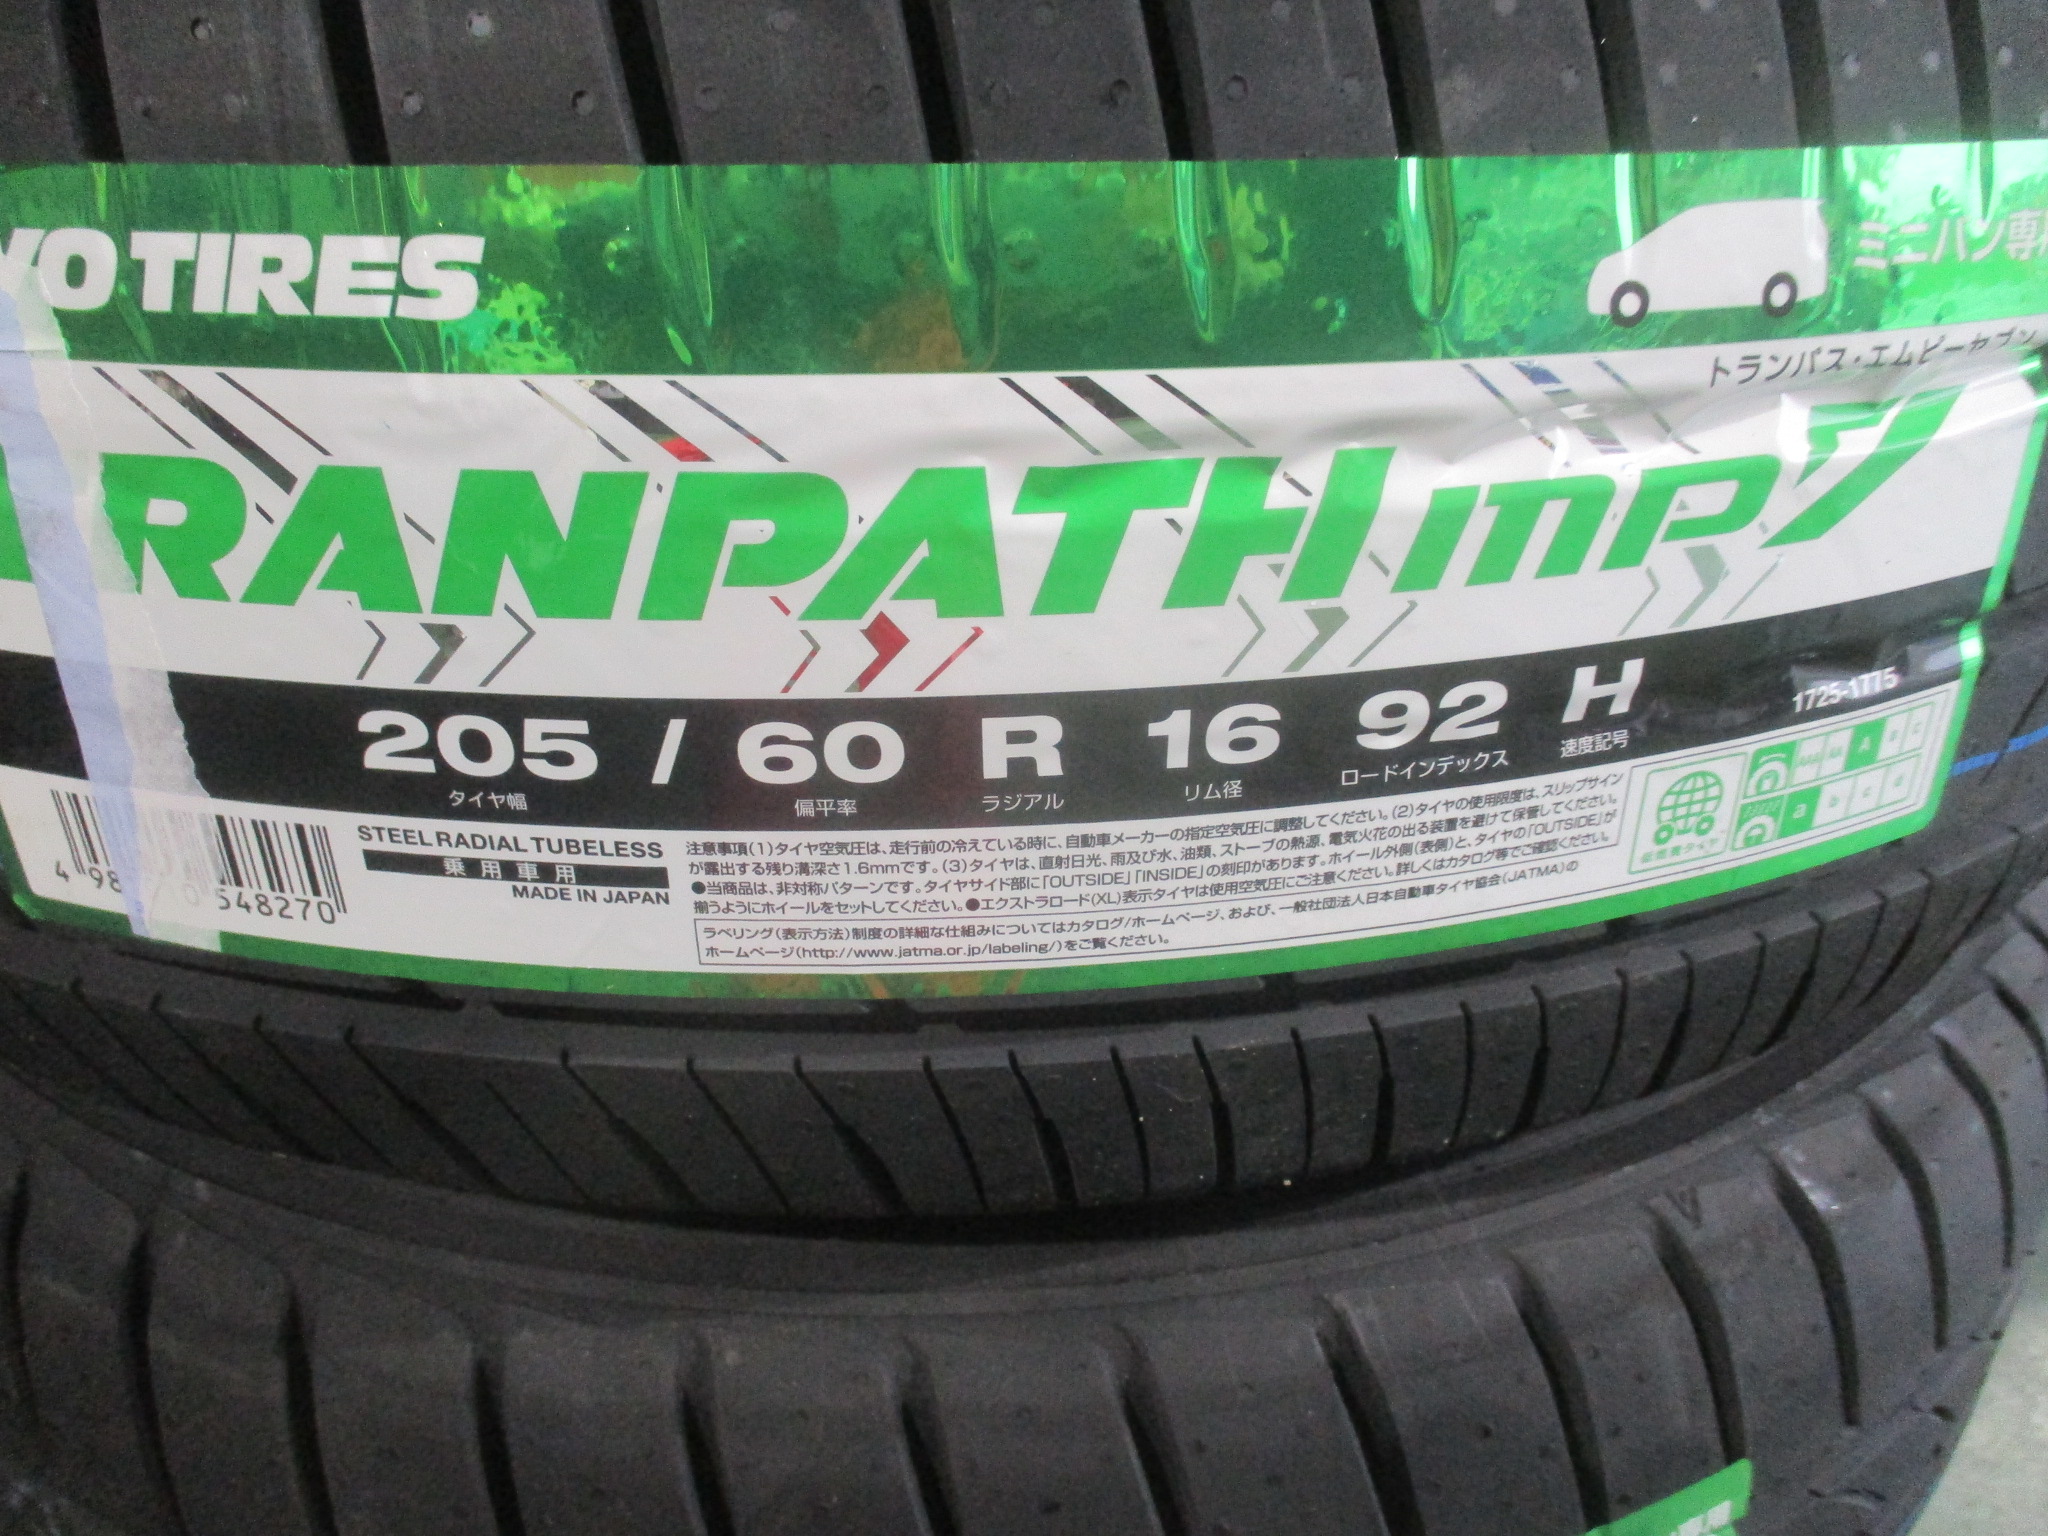 YO TIRES
ミニバン専
トランパス・エムピーセブン
TRANPATH mp7
205 / 60 R 16 92 H
タイヤ幅 偏平率 ラジアル リム径 ロードインデックス 速度記号
1725-1775
STEEL RADIAL TUBELESS
乗用車用
MADE IN JAPAN
548270
注意事項(1)タイヤ空気圧は、走行前の冷えている時に、自動車メーカーの指定空気圧に調整してください。(2)タイヤの使用限度は、スリップサイン
が露出する残り溝深さ1.6mmです。(3)タイヤは、直射日光、雨及び水、油類、ストーブの熱源、電気火花の出る装置を避けて保管してください。
●当商品は、非対称パターンです。タイヤサイド部に「OUTSIDE」「INSIDE」の刻印があります。ホイール外側(表側)と、タイヤの「OUTSIDE」が
揃うようにホイールをセットしてください。●エクストラロード(XL)表示タイヤは使用空気圧にご注意ください。詳しくはカタログ等でご確認ください。
ラベリング(表示方法)制度の詳細な仕組みについてはカタログ/ホームページ、および、一般社団法人日本自動車タイヤ協会(JATMA)の
ホームページ(http://www.jatma.or.jp/labeling/)をご覧ください。
低燃費タイヤ
AAA AA A B C
a b c d